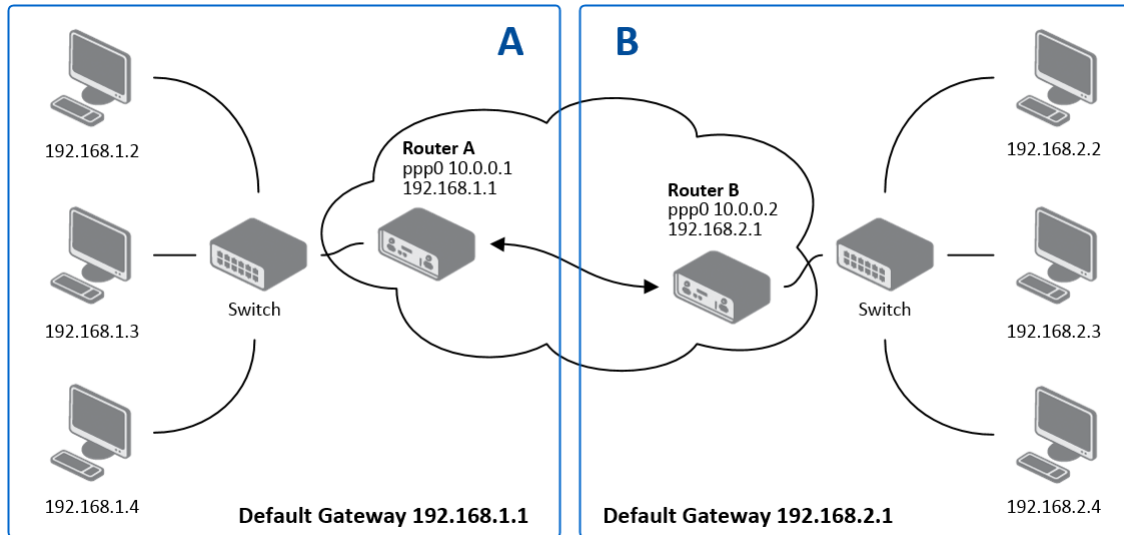 A
B
192.168.1.2
192.168.2.2
Router A
ppp0 10.0.0.1
192.168.1.1
Router B
ppp0 10.0.0.2
192.168.2.1
Switch
Switch
192.168.1.3
192.168.2.3
192.168.1.4
192.168.2.4
Default Gateway 192.168.1.1
Default Gateway 192.168.2.1